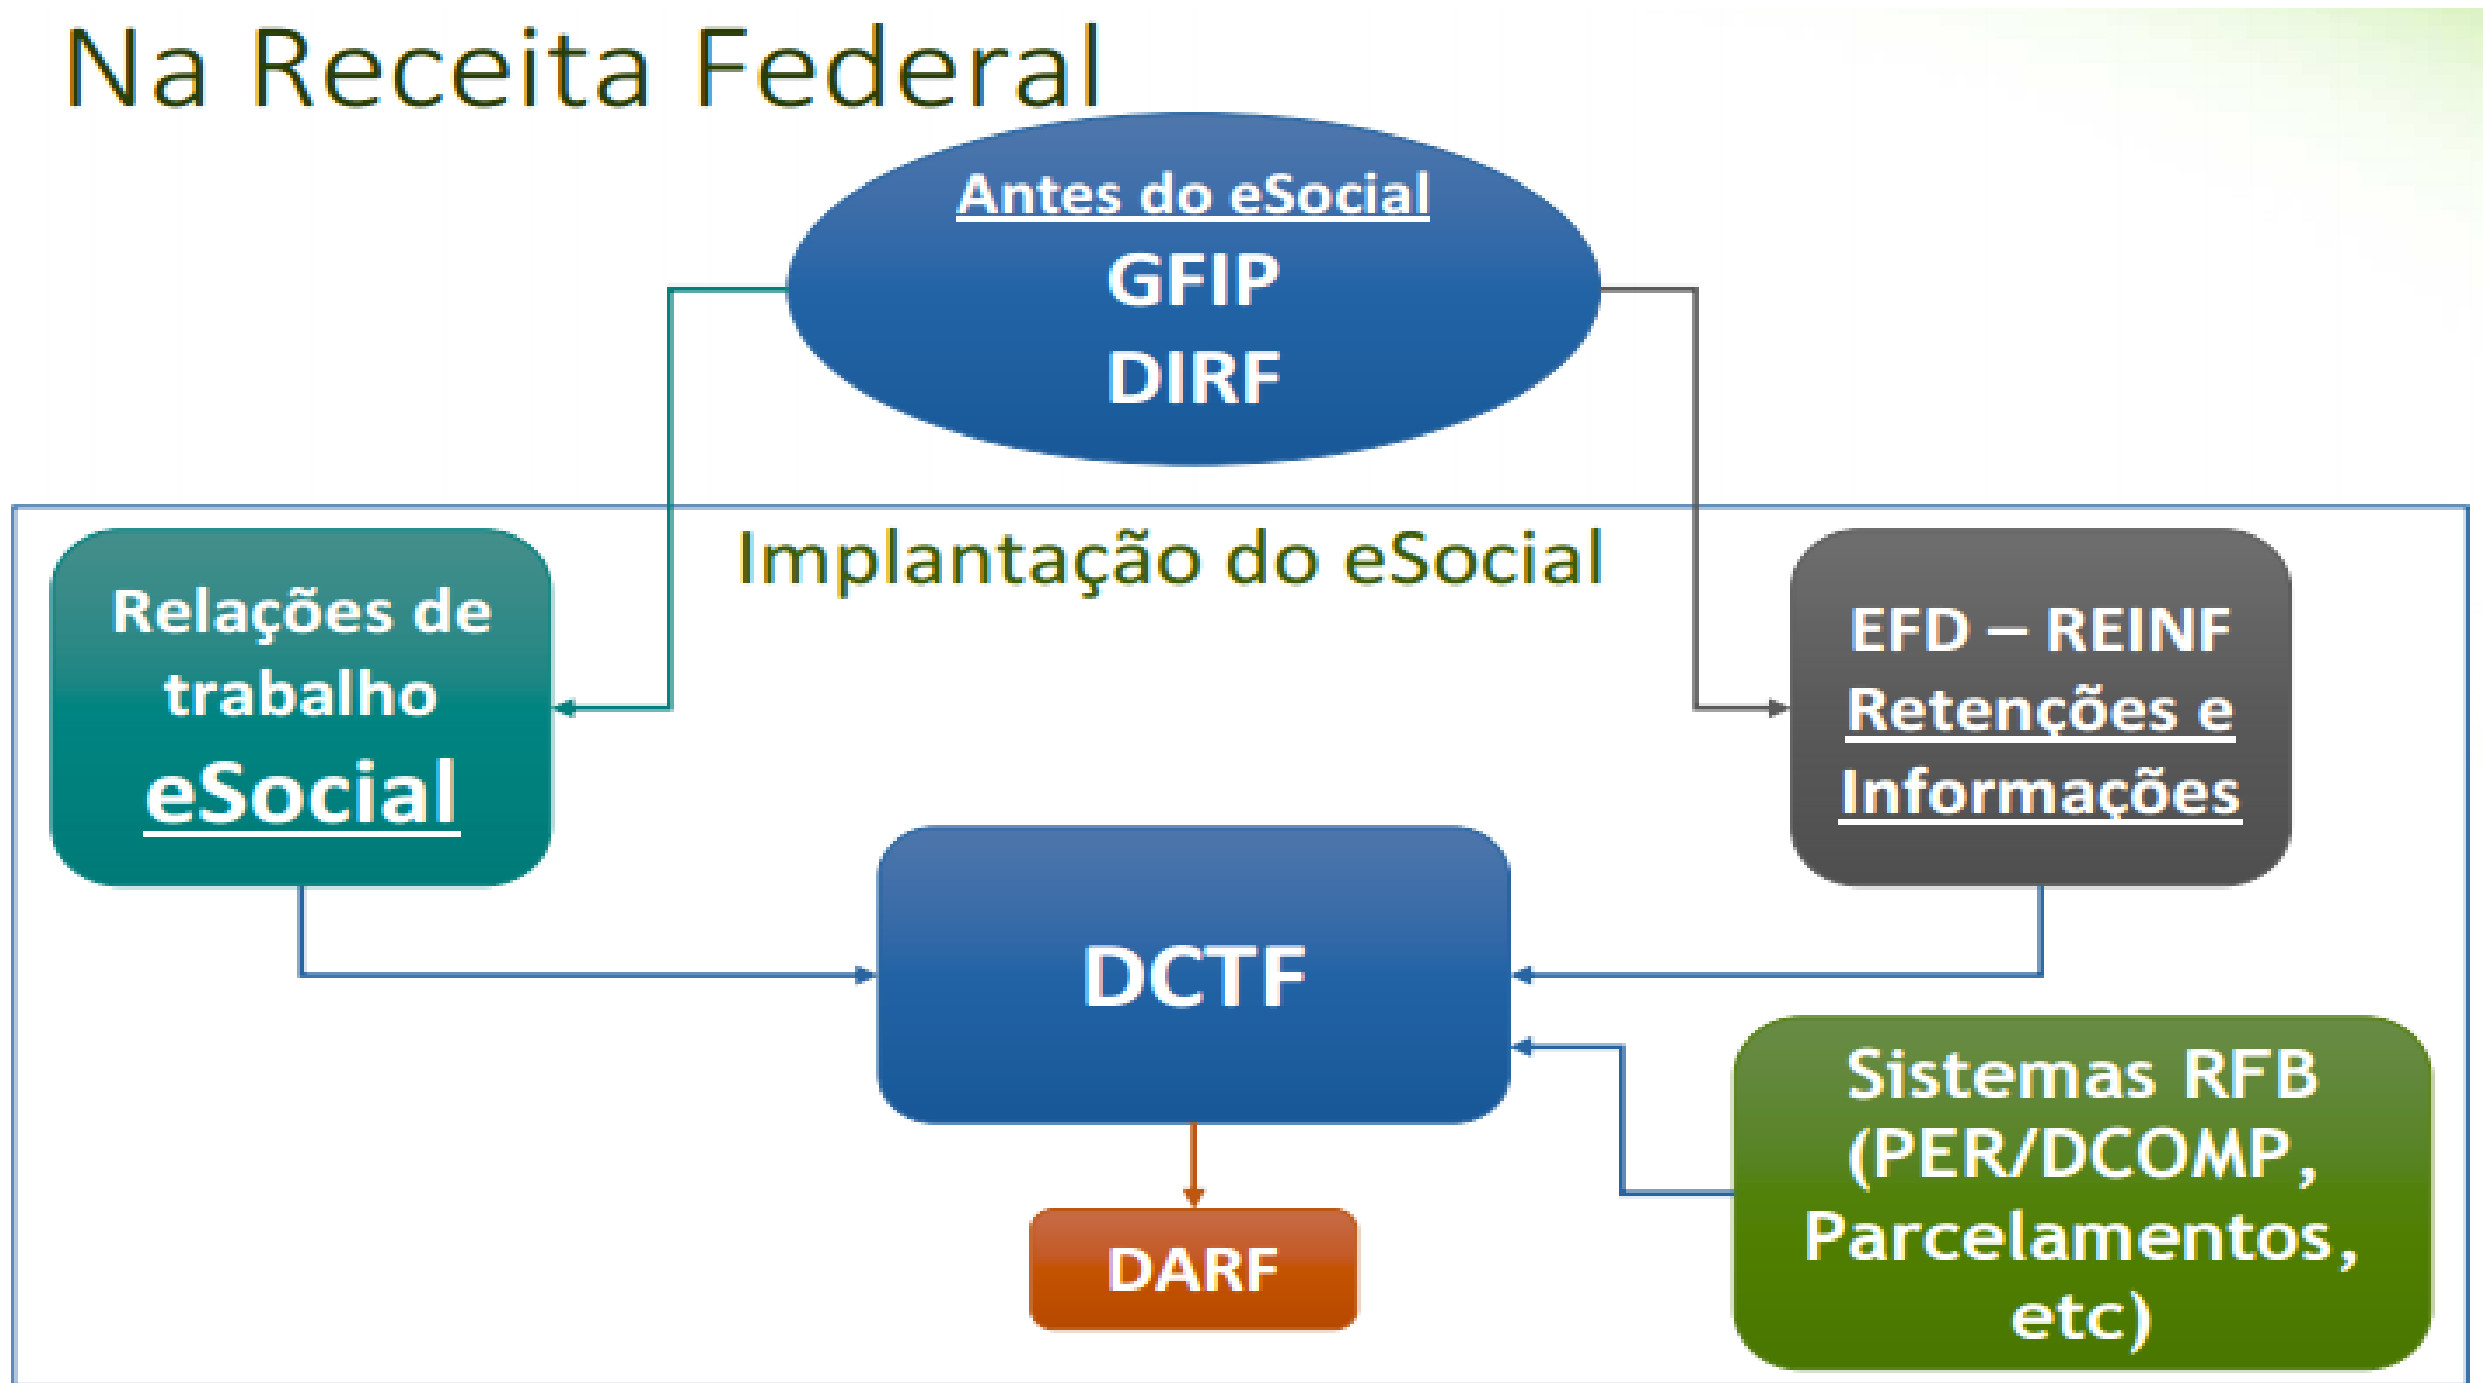 Na Receita Federal
Antes do eSocial
GFIP
DIRF
Implantação do eSocial
Relações de
trabalho
eSocial
EFD – REINF
Retenções e
Informações
DCTF
Sistemas RFB
(PER/DCOMP,
Parcelamentos,
etc)
DARF